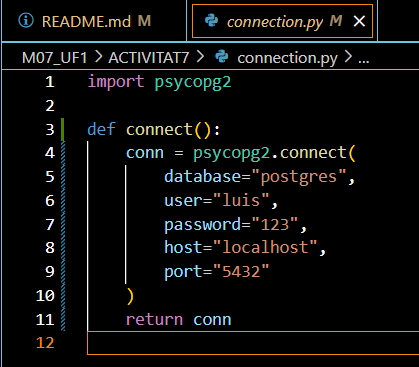 README.md M connection.py M
M07_UF1 > ACTIVITAT7 > connection.py > ...
1 import psycopg2
2
3 def connect():
4     conn = psycopg2.connect(
5         database="postgres",
6         user="luis",
7         password="123",
8         host="localhost",
9         port="5432"
10     )
11     return conn
12